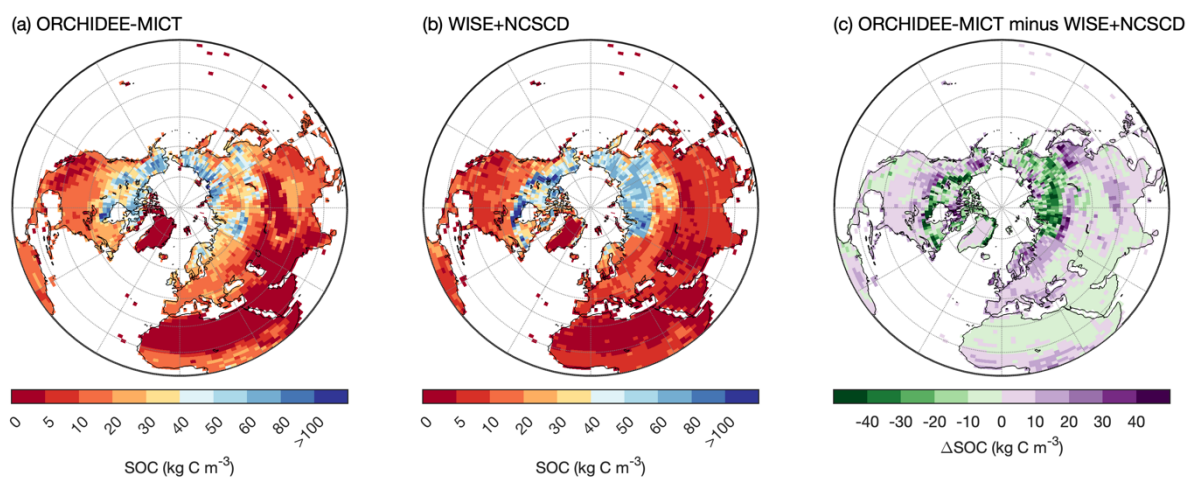 (a) ORCHIDEE-MICT
(b) WISE+NCSCD
(c) ORCHIDEE-MICT minus WISE+NCSCD
0 5 10 20 30 40 50 60 80 >100
SOC (kg C m⁻³)
0 5 10 20 30 40 50 60 80 >100
SOC (kg C m⁻³)
-40 -30 -20 -10 0 10 20 30 40
ΔSOC (kg C m⁻³)